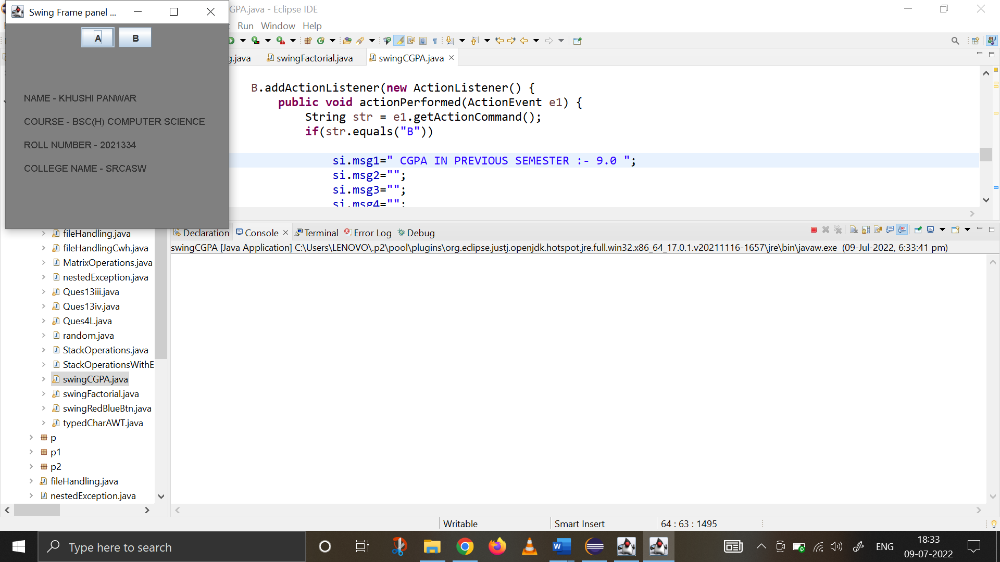 Swing Frame panel ...
GPA.java - Eclipse IDE
Run Window Help
A B
g.java swingFactorial.java swingCGPA.java
NAME - KHUSHI PANWAR
COURSE - BSC(H) COMPUTER SCIENCE
ROLL NUMBER - 2021334
COLLEGE NAME - SRCASW
B.addActionListener(new ActionListener() {
public void actionPerformed(ActionEvent e1) {
String str = e1.getActionCommand();
if(str.equals("B"))
si.msg1=" CGPA IN PREVIOUS SEMESTER :- 9.0 ";
si.msg2="";
si.msg3="";
si.msg4="";
Declaration Console Terminal Error Log Debug
swingCGPA [Java Application] C:\Users\LENOVO\.p2\pool\plugins\org.eclipse.justj.openjdk.hotspot.jre.full.win32.x86_64_17.0.1.v20211116-1657\jre\bin\javaw.exe (09-Jul-2022, 6:33:41 pm)
fileHandling.java
fileHandlingCwh.java
MatrixOperations.java
nestedException.java
Ques13iii.java
Ques13iv.java
Ques4L.java
random.java
StackOperations.java
StackOperationsWithE
swingCGPA.java
swingFactorial.java
swingRedBlueBtn.java
typedCharAWT.java
p
p1
p2
fileHandling.java
nestedException.java
Writable Smart Insert 64 : 63 : 1495
Type here to search
ENG
18:33
09-07-2022